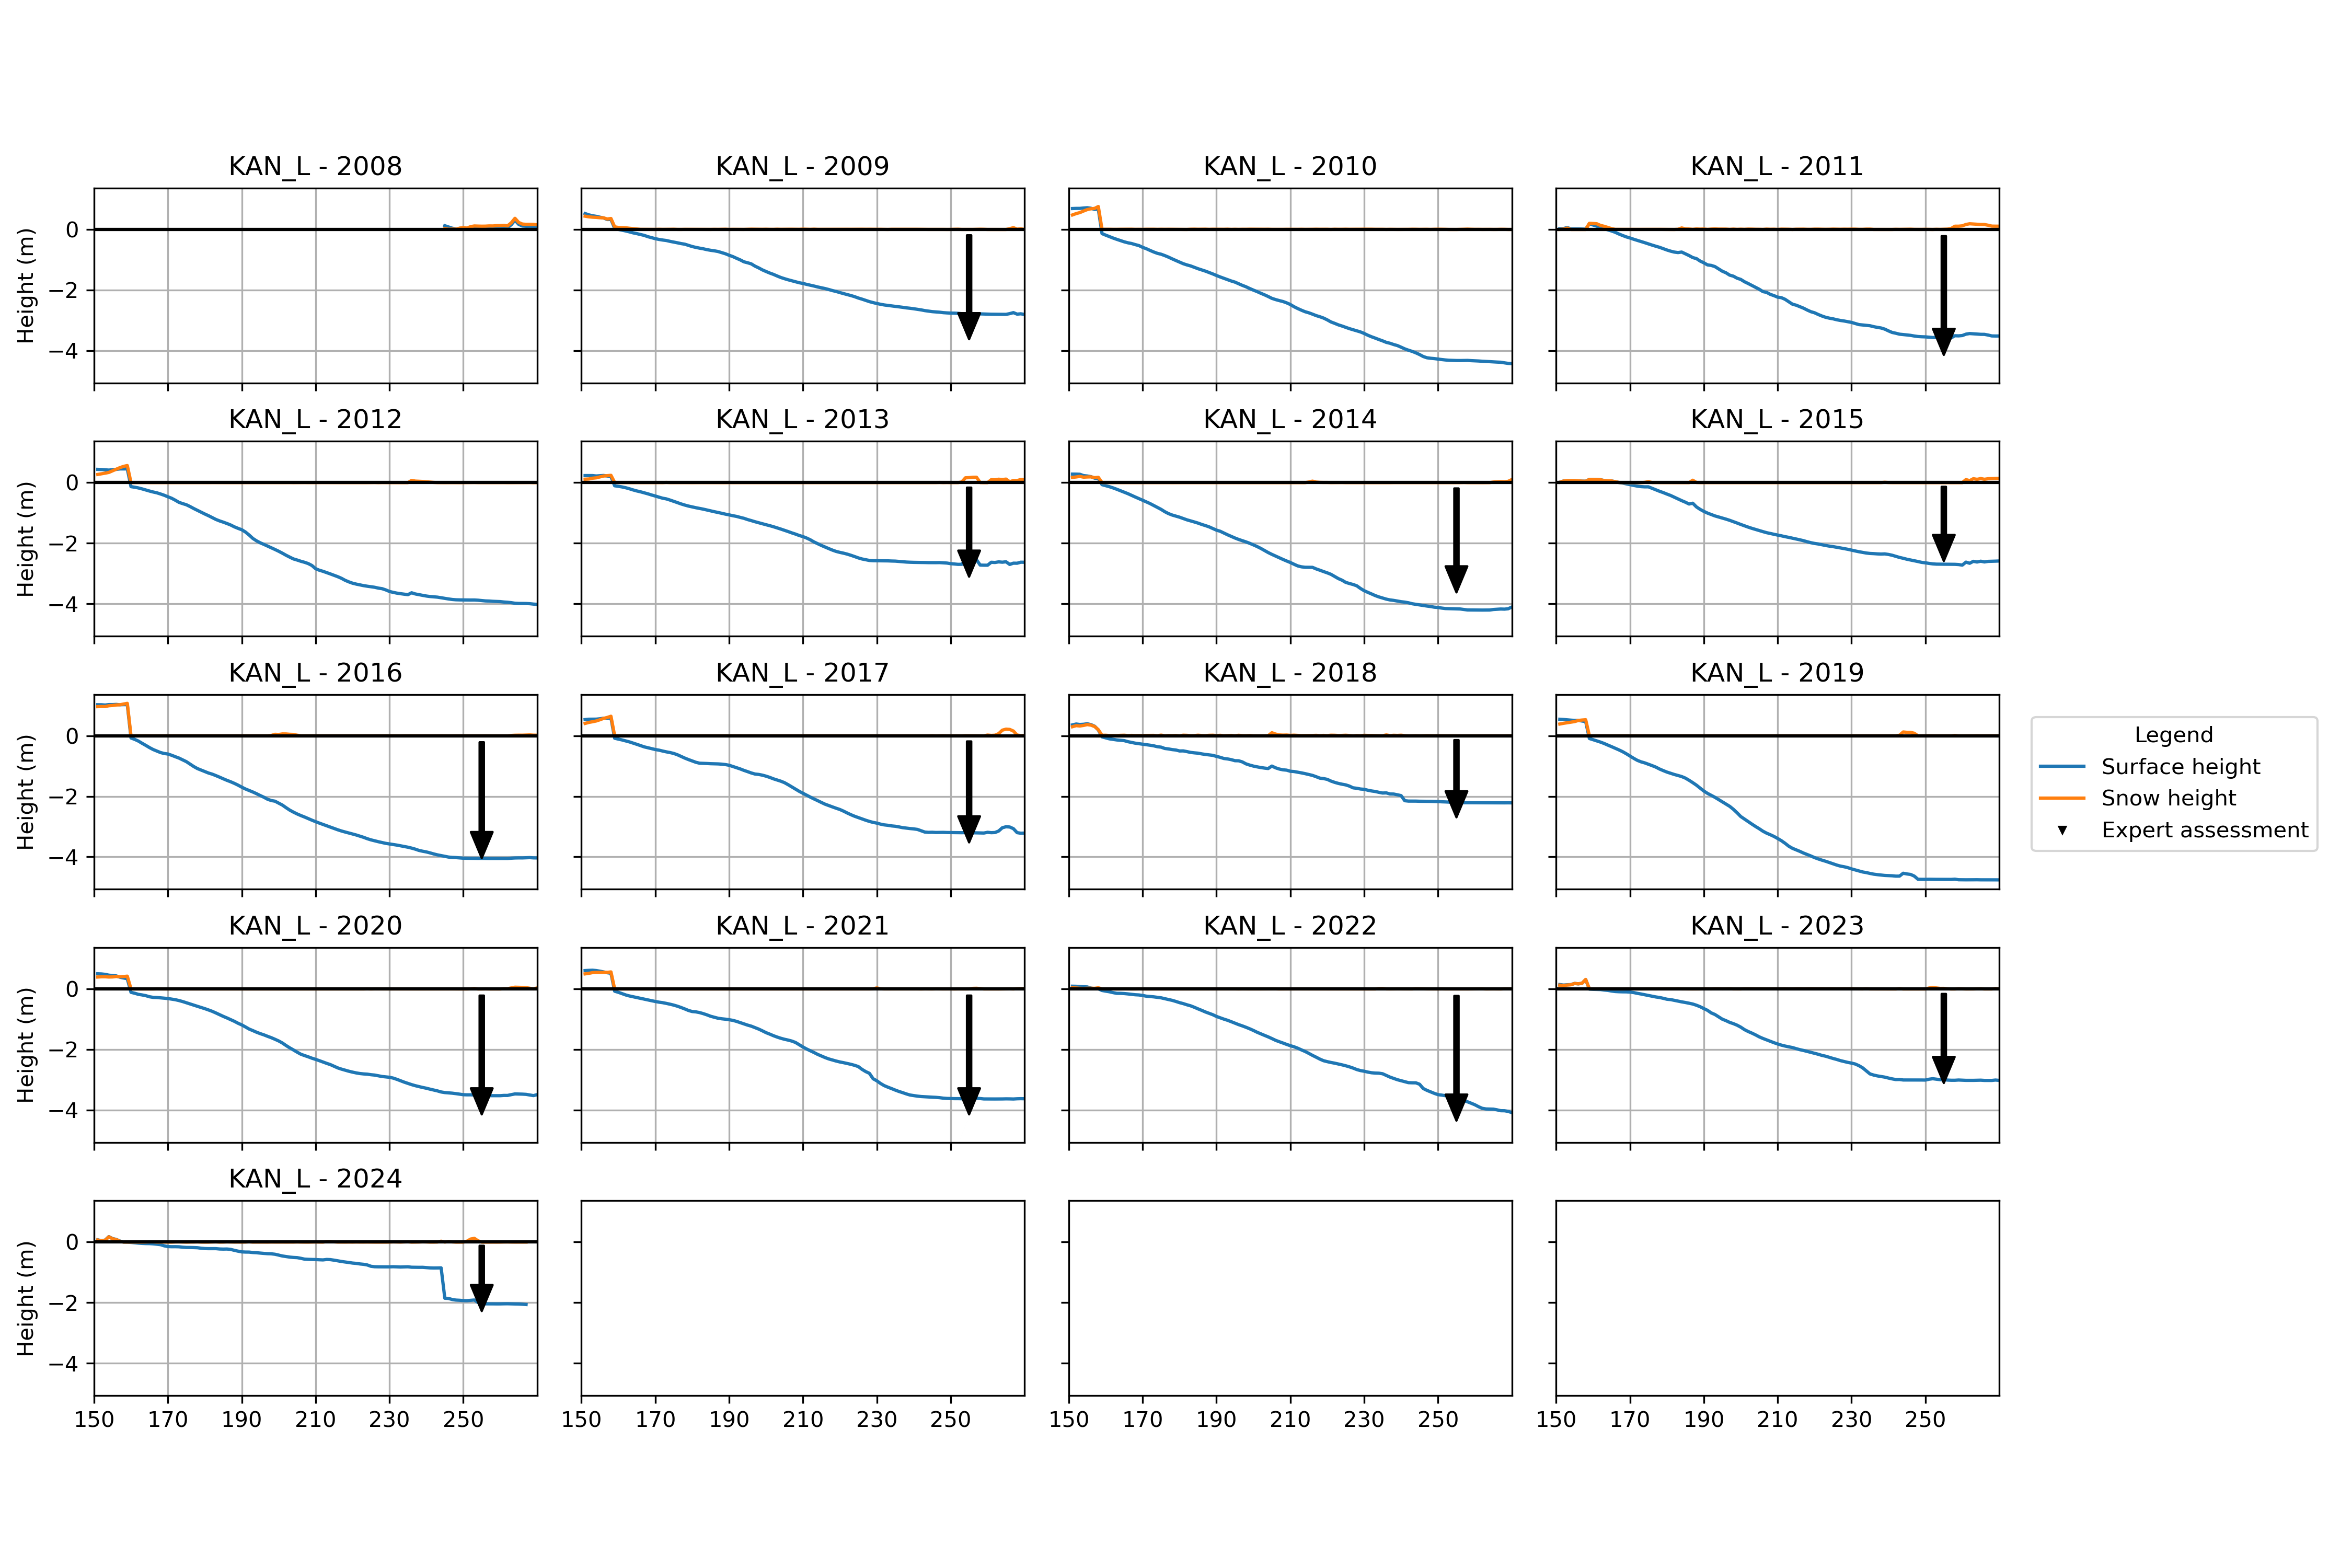 KAN_L - 2008 KAN_L - 2009 KAN_L - 2010 KAN_L - 2011
Height (m)
0
−2
−4
KAN_L - 2012 KAN_L - 2013 KAN_L - 2014 KAN_L - 2015
Height (m)
0
−2
−4
KAN_L - 2016 KAN_L - 2017 KAN_L - 2018 KAN_L - 2019
Height (m)
0
−2
−4
Legend
Surface height
Snow height
Expert assessment
KAN_L - 2020 KAN_L - 2021 KAN_L - 2022 KAN_L - 2023
Height (m)
0
−2
−4
KAN_L - 2024
Height (m)
0
−2
−4
150 170 190 210 230 250 150 170 190 210 230 250 150 170 190 210 230 250 150 170 190 210 230 250